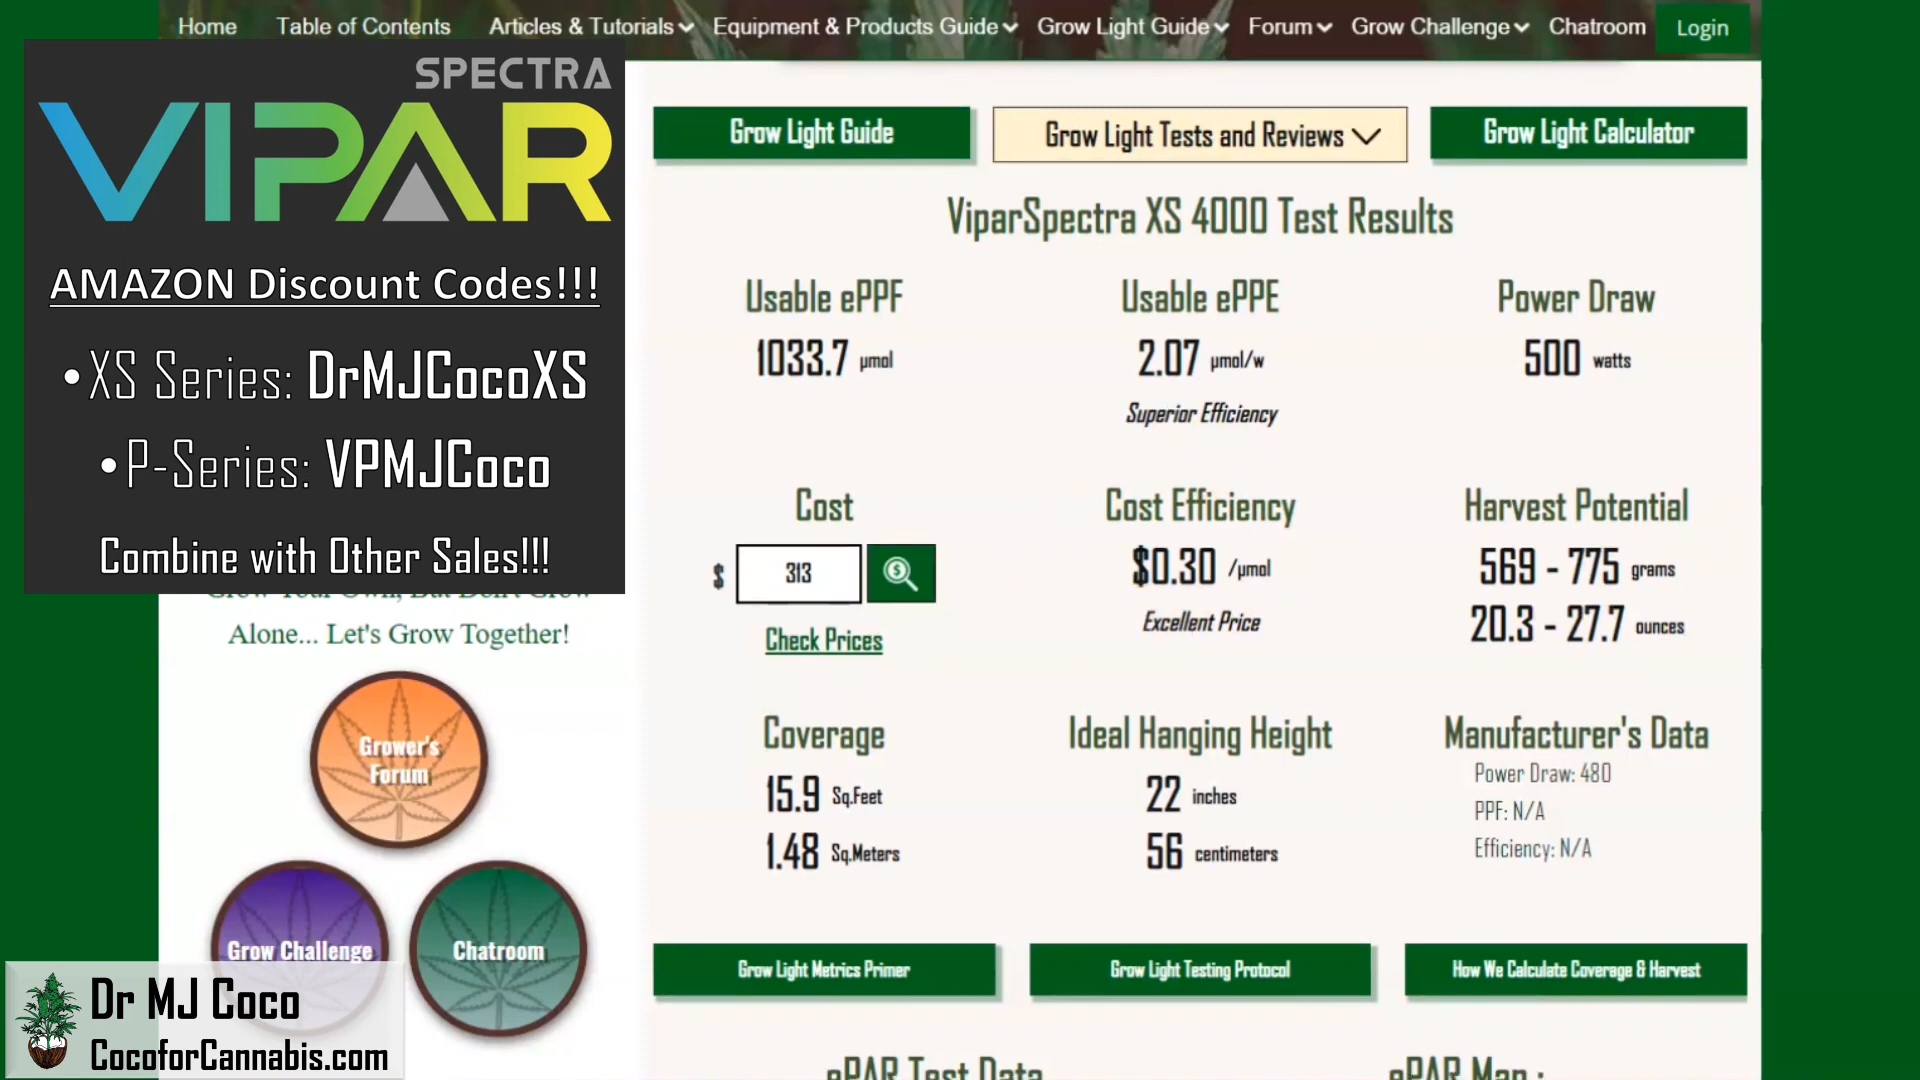 Home Table of Contents Articles & Tutorials Equipment & Products Guide Grow Light Guide Forum Grow Challenge Chatroom Login
SPECTRA
VIPAR
AMAZON Discount Codes!!!
•XS Series: DrMJCocoXS
•P-Series: VPMJCoco
Combine with Other Sales!!!
Grow Your Own, But Don't Grow
Alone... Let's Grow Together!
Grower's
Forum
Grow Challenge
Chatroom
Dr MJ Coco
CocoforCannabis.com
Grow Light Guide
Grow Light Tests and Reviews
Grow Light Calculator
ViparSpectra XS 4000 Test Results
Usable ePPF
1033.7 µmol
Usable ePPE
2.07 µmol/w
Superior Efficiency
Power Draw
500 watts
Cost
$ 313
Check Prices
Cost Efficiency
$0.30 /µmol
Excellent Price
Harvest Potential
569 - 775 grams
20.3 - 27.7 ounces
Coverage
15.9 Sq.Feet
1.48 Sq.Meters
Ideal Hanging Height
22 inches
56 centimeters
Manufacturer's Data
Power Draw: 480
PPF: N/A
Efficiency: N/A
Grow Light Metrics Primer
Grow Light Testing Protocol
How We Calculate Coverage & Harvest
ePAR Test Data
ePAR Map :